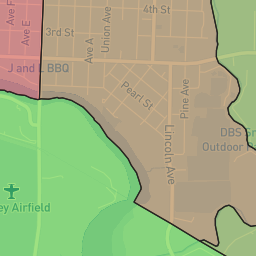 4th St
Ave F
Ave E
3rd St
Ave A
Union Ave
J and L BBQ
Pearl St
Pine Ave
Lincoln Ave
DBS
Outdoor
ey Airfield